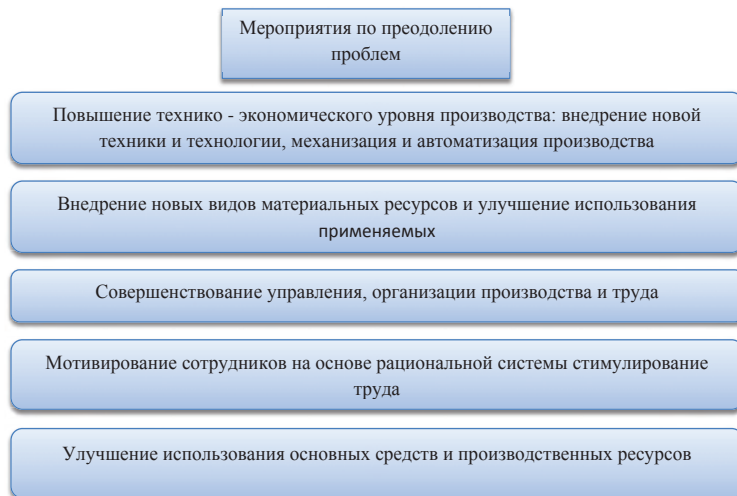 Мероприятия по преодолению
проблем
Повышение технико - экономического уровня производства: внедрение новой
техники и технологии, механизация и автоматизация производства
Внедрение новых видов материальных ресурсов и улучшение использования
применяемых
Совершенствование управления, организации производства и труда
Мотивирование сотрудников на основе рациональной системы стимулирование
труда
Улучшение использования основных средств и производственных ресурсов